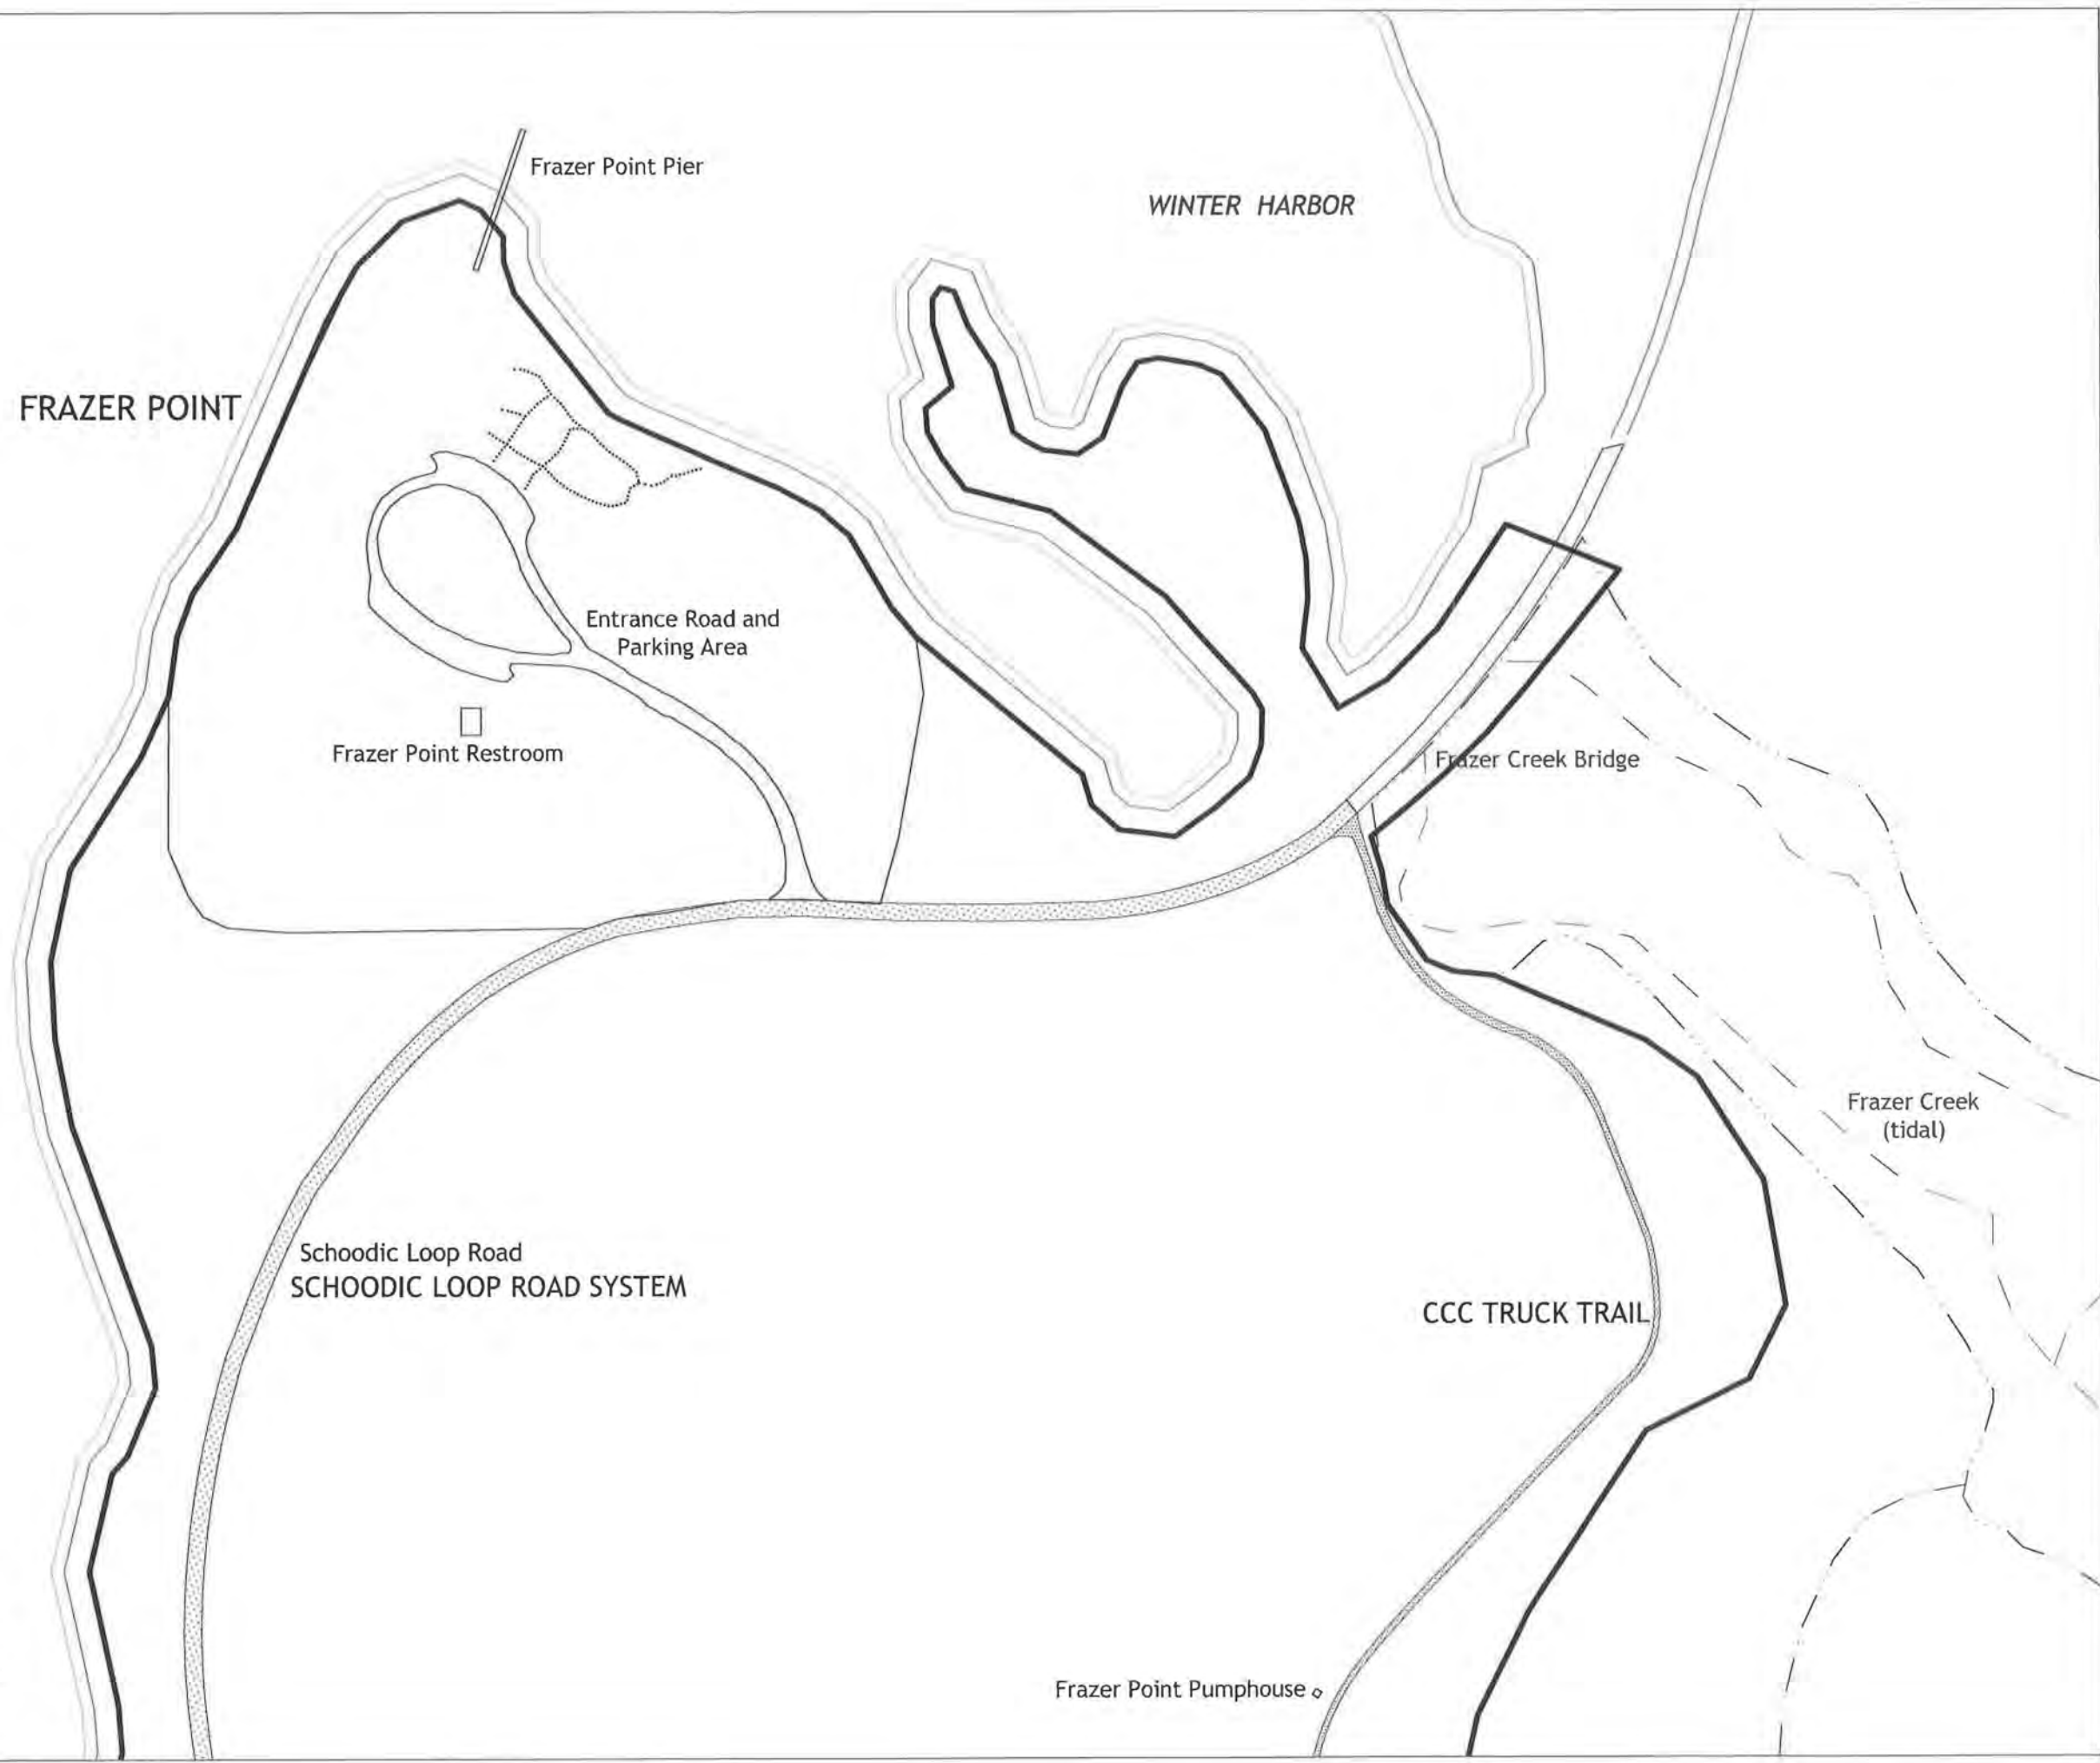 Frazer Point Pier
WINTER HARBOR
FRAZER POINT
Entrance Road and
Parking Area
Frazer Point Restroom
Frazer Creek Bridge
Frazer Creek
(tidal)
Schoodic Loop Road
SCHOODIC LOOP ROAD SYSTEM
CCC TRUCK TRAIL
Frazer Point Pumphouse